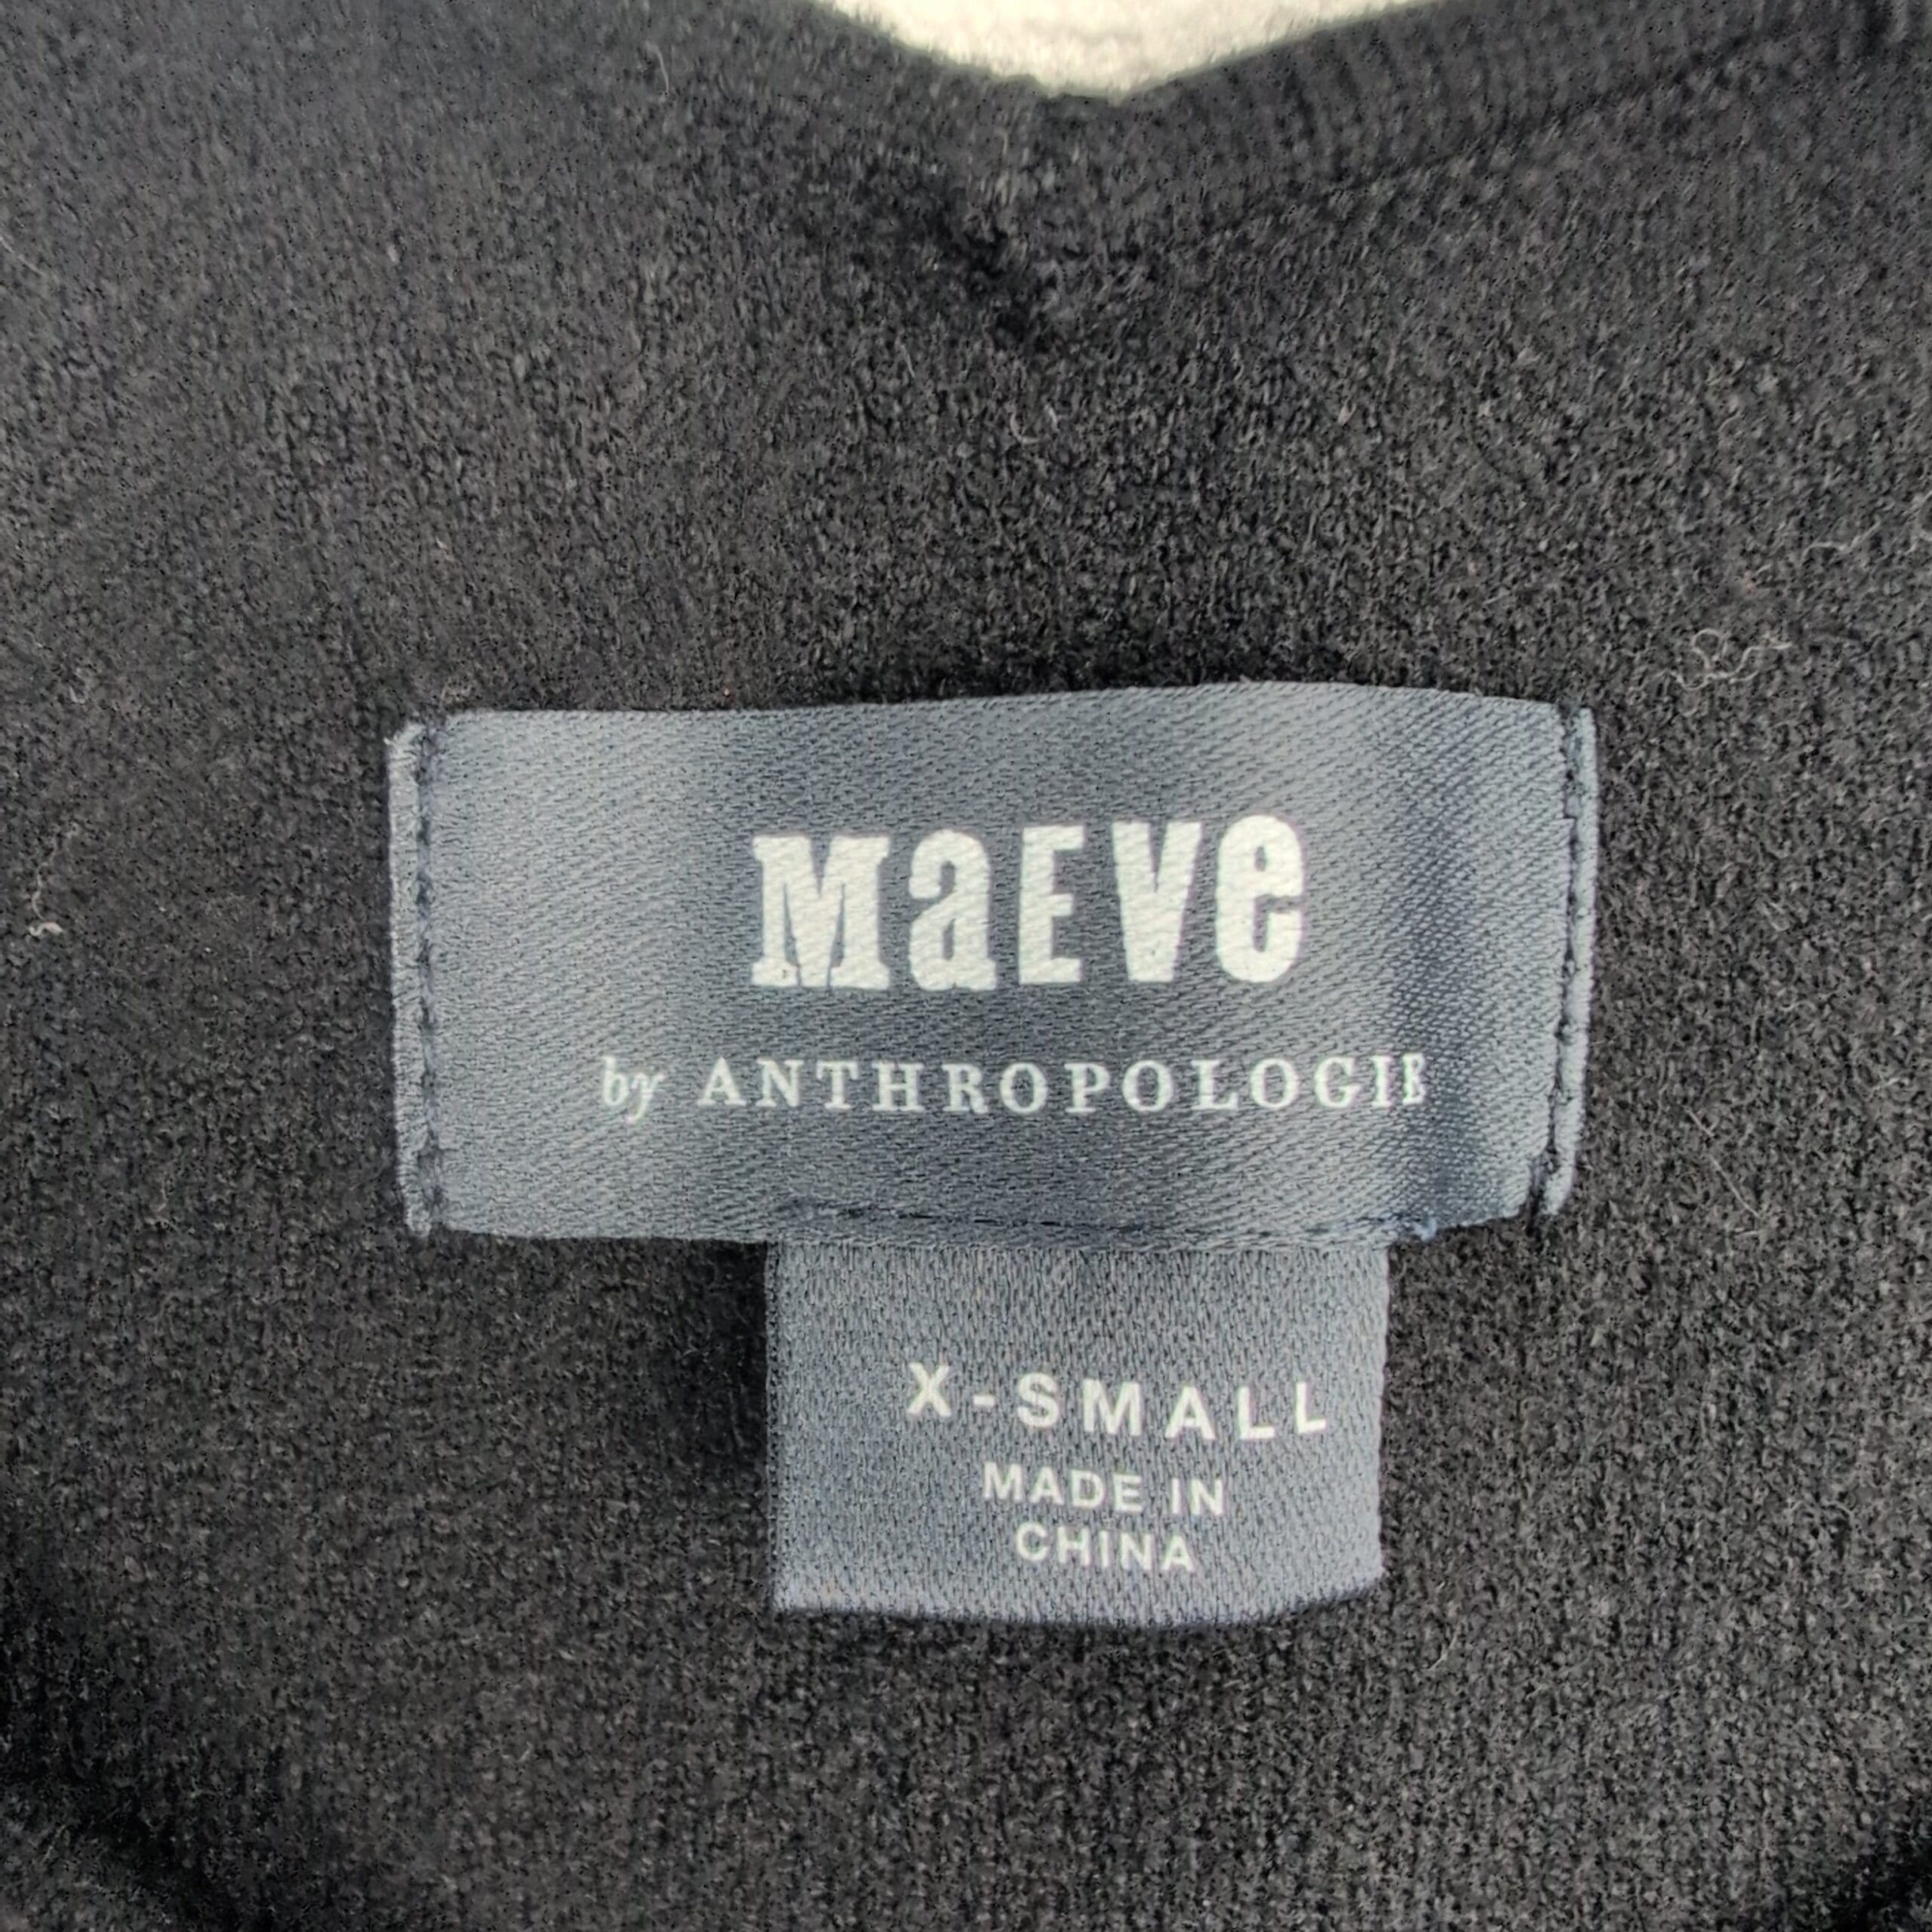 Maeve
by ANTHROPOLOGIE
X-SMALL
MADE IN
CHINA